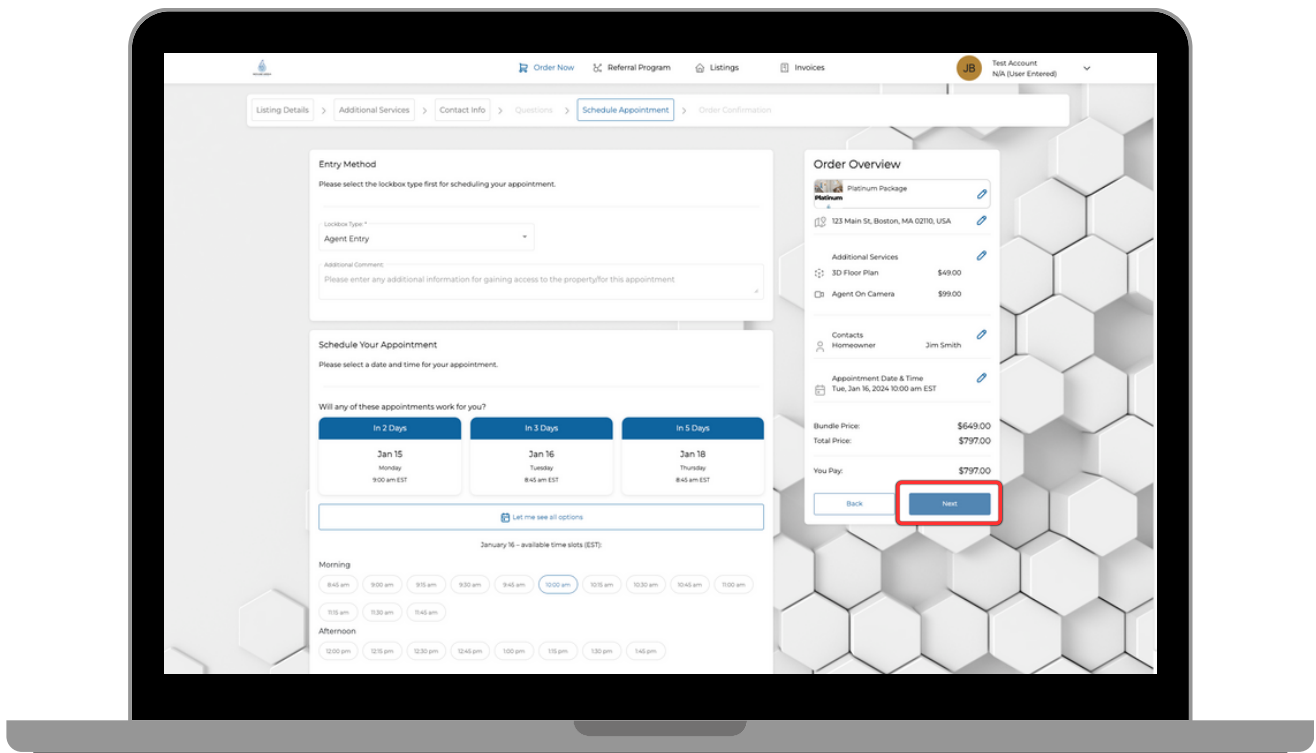 Order Now
Referral Program
Listings
Invoices
JB
Test Account
N/A (User Entered)
Listing Details > Additional Services > Contact Info > Questions > Schedule Appointment > Order Confirmation
Entry Method
Please select the lockbox type first for scheduling your appointment.
Lockbox Type *
Agent Entry
Additional Comment
Please enter any additional information for gaining access to the property/for this appointment
Schedule Your Appointment
Please select a date and time for your appointment.
Will any of these appointments work for you?
In 2 Days
Jan 15
Monday
9:00 am EST
In 3 Days
Jan 16
Tuesday
8:45 am EST
In 5 Days
Jan 18
Thursday
8:45 am EST
Let me see all options
January 16 – available time slots (EST):
Morning
8:45 am 9:00 am 9:15 am 9:30 am 9:45 am 10:00 am 10:15 am 10:30 am 10:45 am 11:00 am
11:15 am 11:30 am 11:45 am
Afternoon
12:00 pm 12:15 pm 12:30 pm 12:45 pm 1:00 pm 1:15 pm 1:30 pm 1:45 pm
Order Overview
Platinum
Platinum Package
123 Main St, Boston, MA 02110, USA
Additional Services
3D Floor Plan $49.00
Agent On Camera $99.00
Contacts
Homeowner Jim Smith
Appointment Date & Time
Tue, Jan 16, 2024 10:00 am EST
Bundle Price: $649.00
Total Price: $797.00
You Pay: $797.00
Back
Next